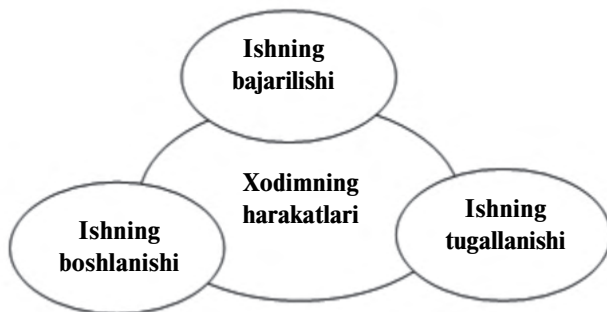 Ishning
bajarilishi
Xodimning
harakatlari
Ishning
boshlanishi
Ishning
tugallanishi